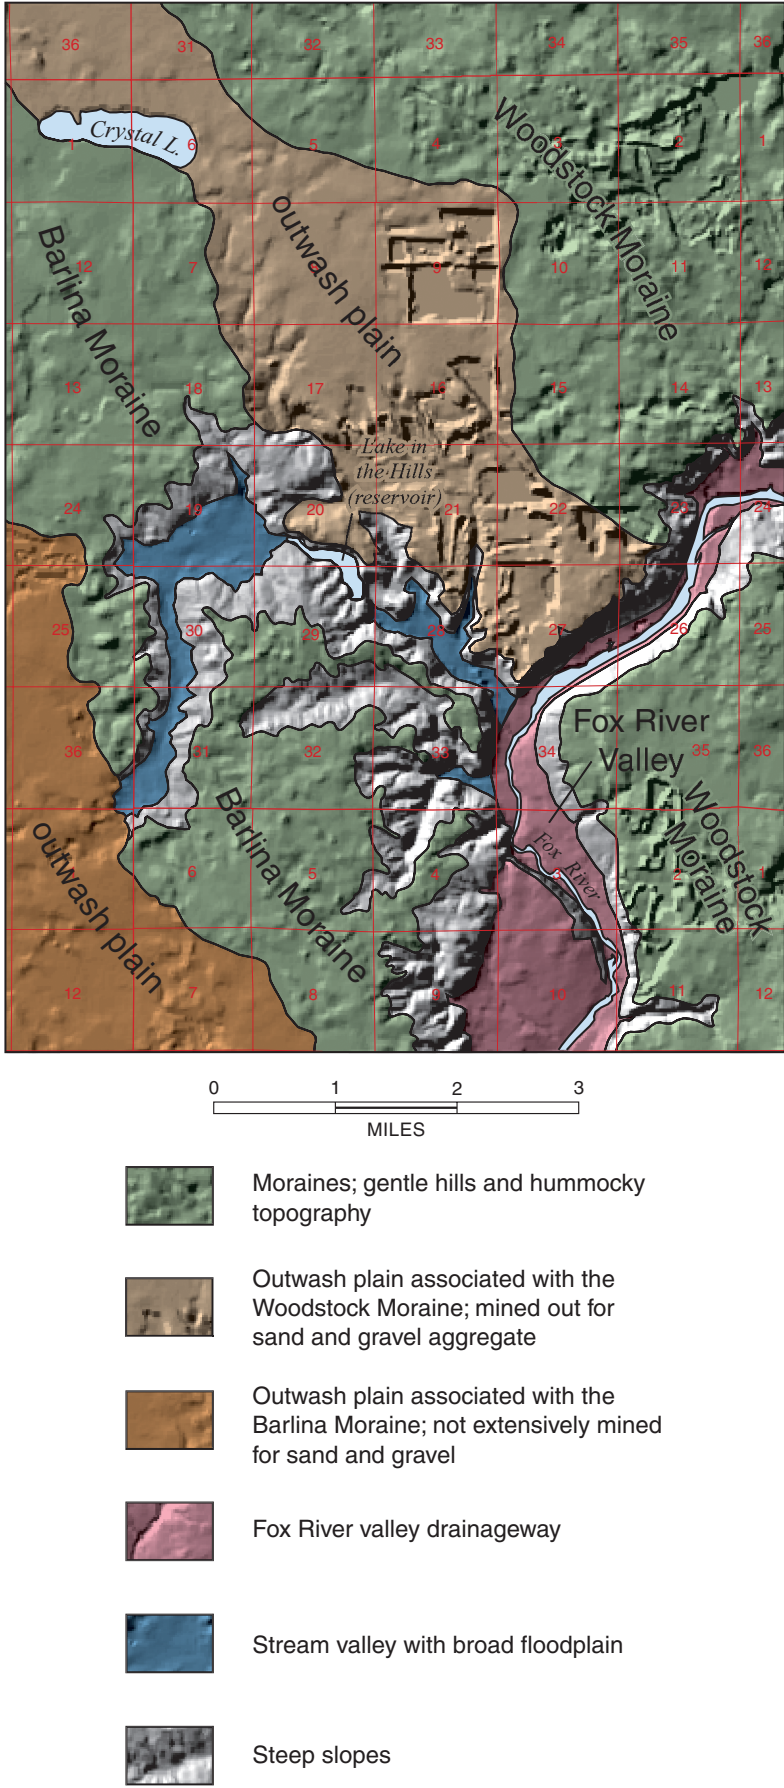 36 31 32 33 34 35 36
Crystal L.
1 6 5 4 3 2 1
Woodstock Moraine
Barlina Moraine
outwash plain
12 7 8 9 10 11 12
13 18 17 16 15 14 13
Lake in
the Hills
(reservoir)
24 19 20 21 22 23 24
25 30 29 28 27 26 25
Fox River
Valley
36 31 32 33 34 35 36
Woodstock
Moraine
Barlina Moraine
outwash plain
Fox River
6 5 4 3 2
12 7 8 9 10 11 12
0 1 2 3
MILES
Moraines; gentle hills and hummocky
topography
Outwash plain associated with the
Woodstock Moraine; mined out for
sand and gravel aggregate
Outwash plain associated with the
Barlina Moraine; not extensively mined
for sand and gravel
Fox River valley drainageway
Stream valley with broad floodplain
Steep slopes